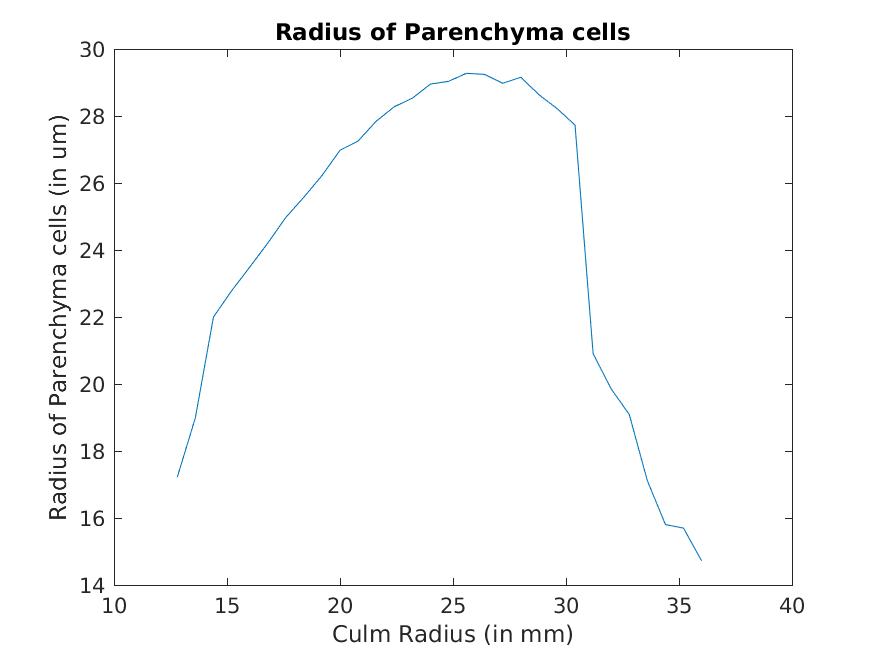 Radius of Parenchyma cells
Radius of Parenchyma cells (in um)
30
28
26
24
22
20
18
16
14
10 15 20 25 30 35 40
Culm Radius (in mm)